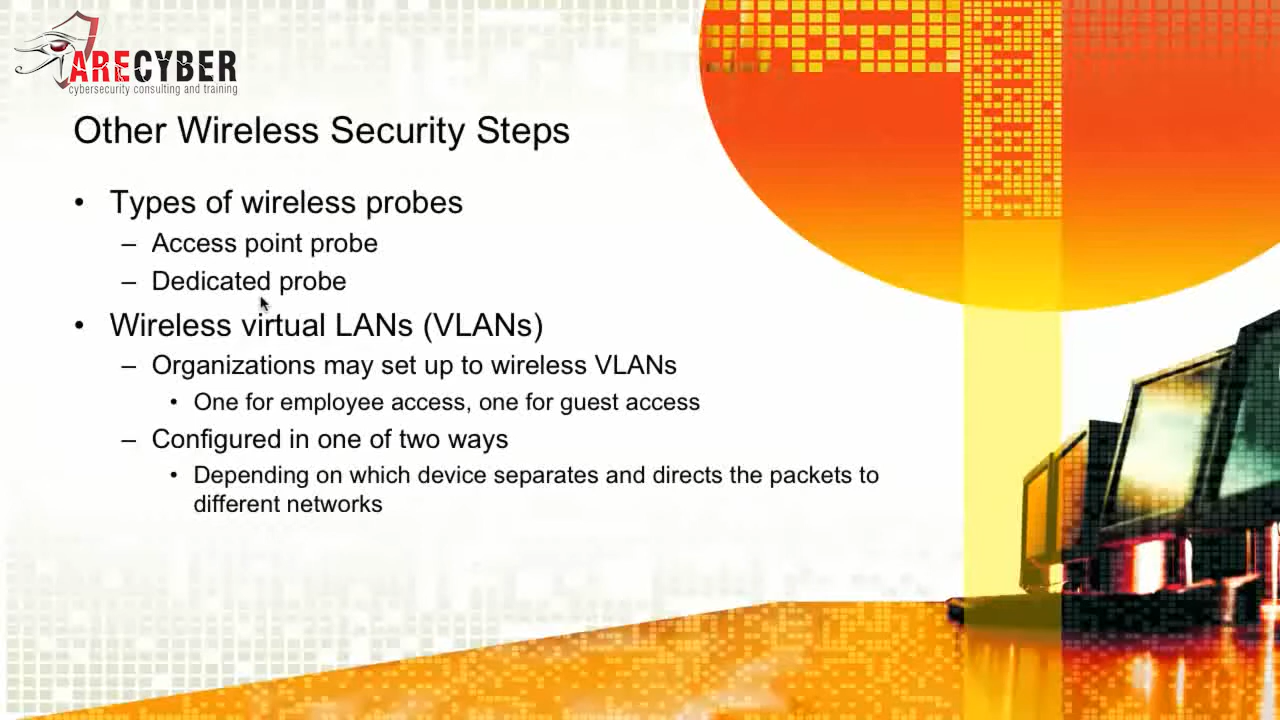 ARECYBER
cybersecurity consulting and training
Other Wireless Security Steps
• Types of wireless probes
– Access point probe
– Dedicated probe
• Wireless virtual LANs (VLANs)
– Organizations may set up to wireless VLANs
• One for employee access, one for guest access
– Configured in one of two ways
• Depending on which device separates and directs the packets to
different networks